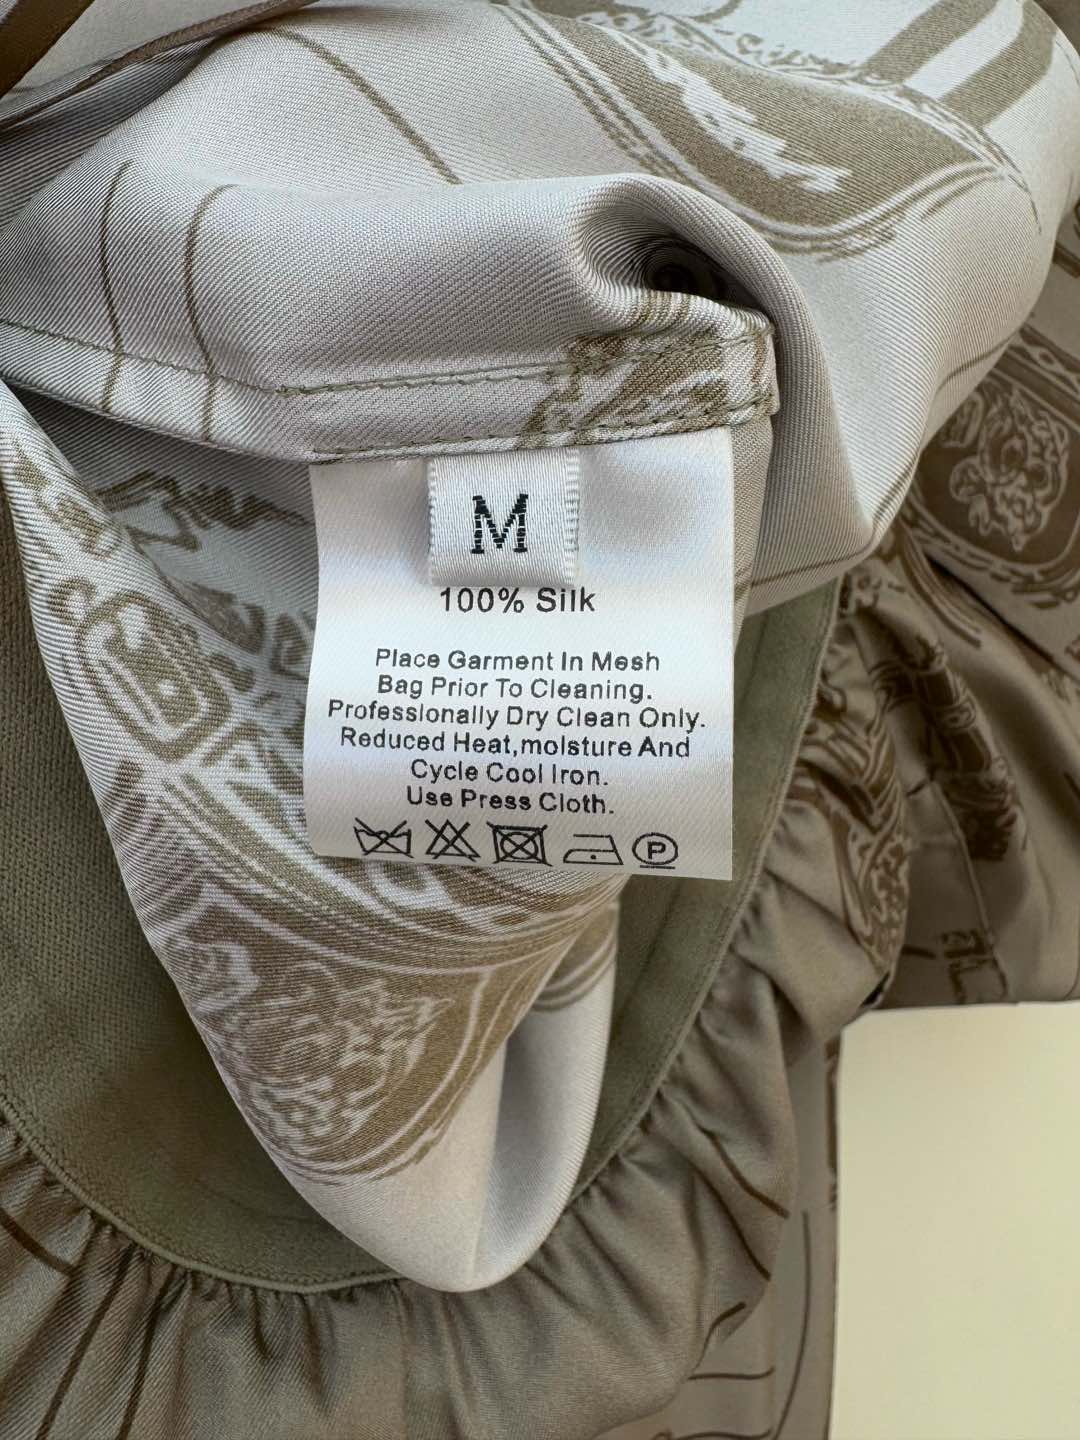 M
100% Silk
Place Garment In Mesh
Bag Prior To Cleaning.
Professionally Dry Clean Only.
Reduced Heat,moisture And
Cycle Cool Iron.
Use Press Cloth.
P